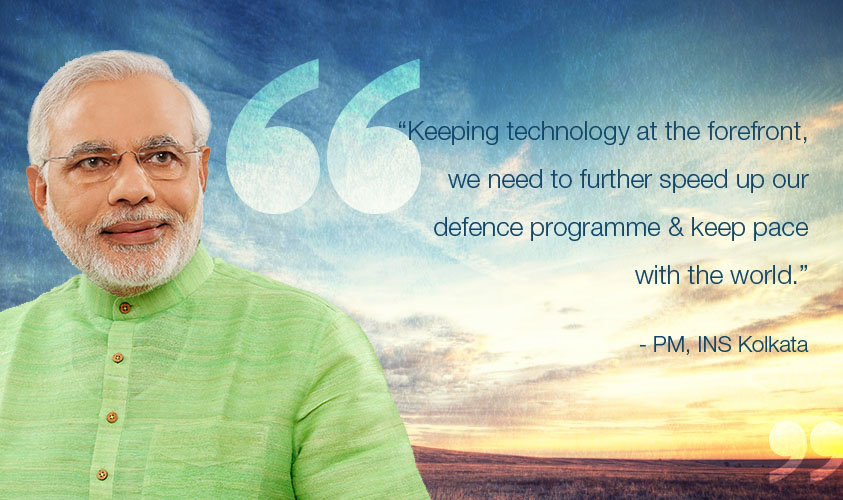 “Keeping technology at the forefront,
we need to further speed up our
defence programme & keep pace
with the world.”
- PM, INS Kolkata